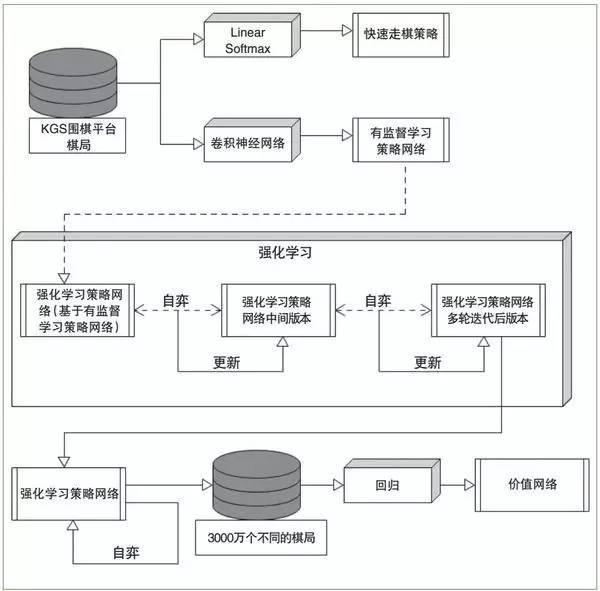 Linear
Softmax
快速走棋策略
KGS围棋平台
棋局
卷积神经网络
有监督学习
策略网络
强化学习
强化学习策略网
络(基于有监督
学习策略网络)
自弈
强化学习策略
网络中间版本
自弈
强化学习策略网络
多轮迭代后版本
更新
更新
强化学习策略网络
自弈
3000万个不同的棋局
回归
价值网络